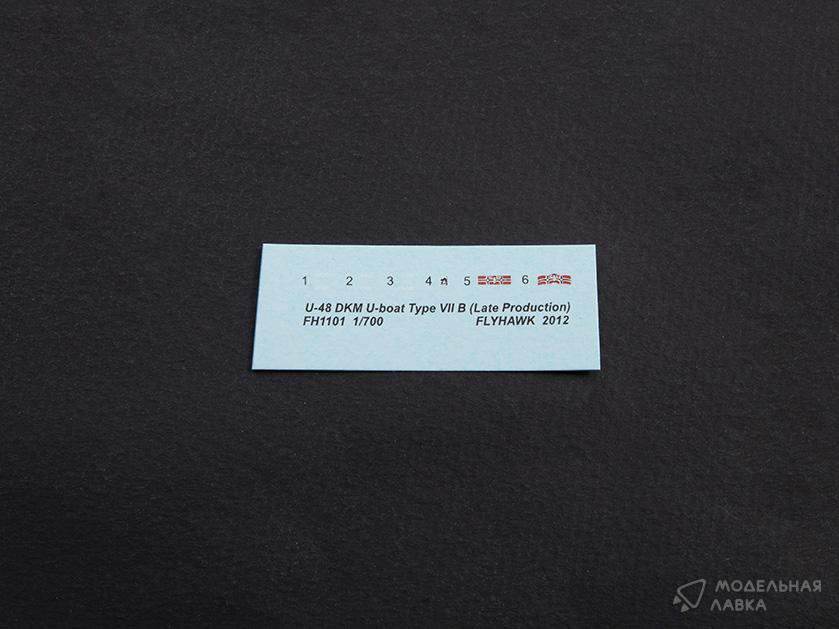 1 2 3 4 5 6
U-48 DKM U-boat Type VII B (Late Production)
FH1101 1/700 FLYHAWK 2012
МОДЕЛЬНАЯ
ЛАВКА